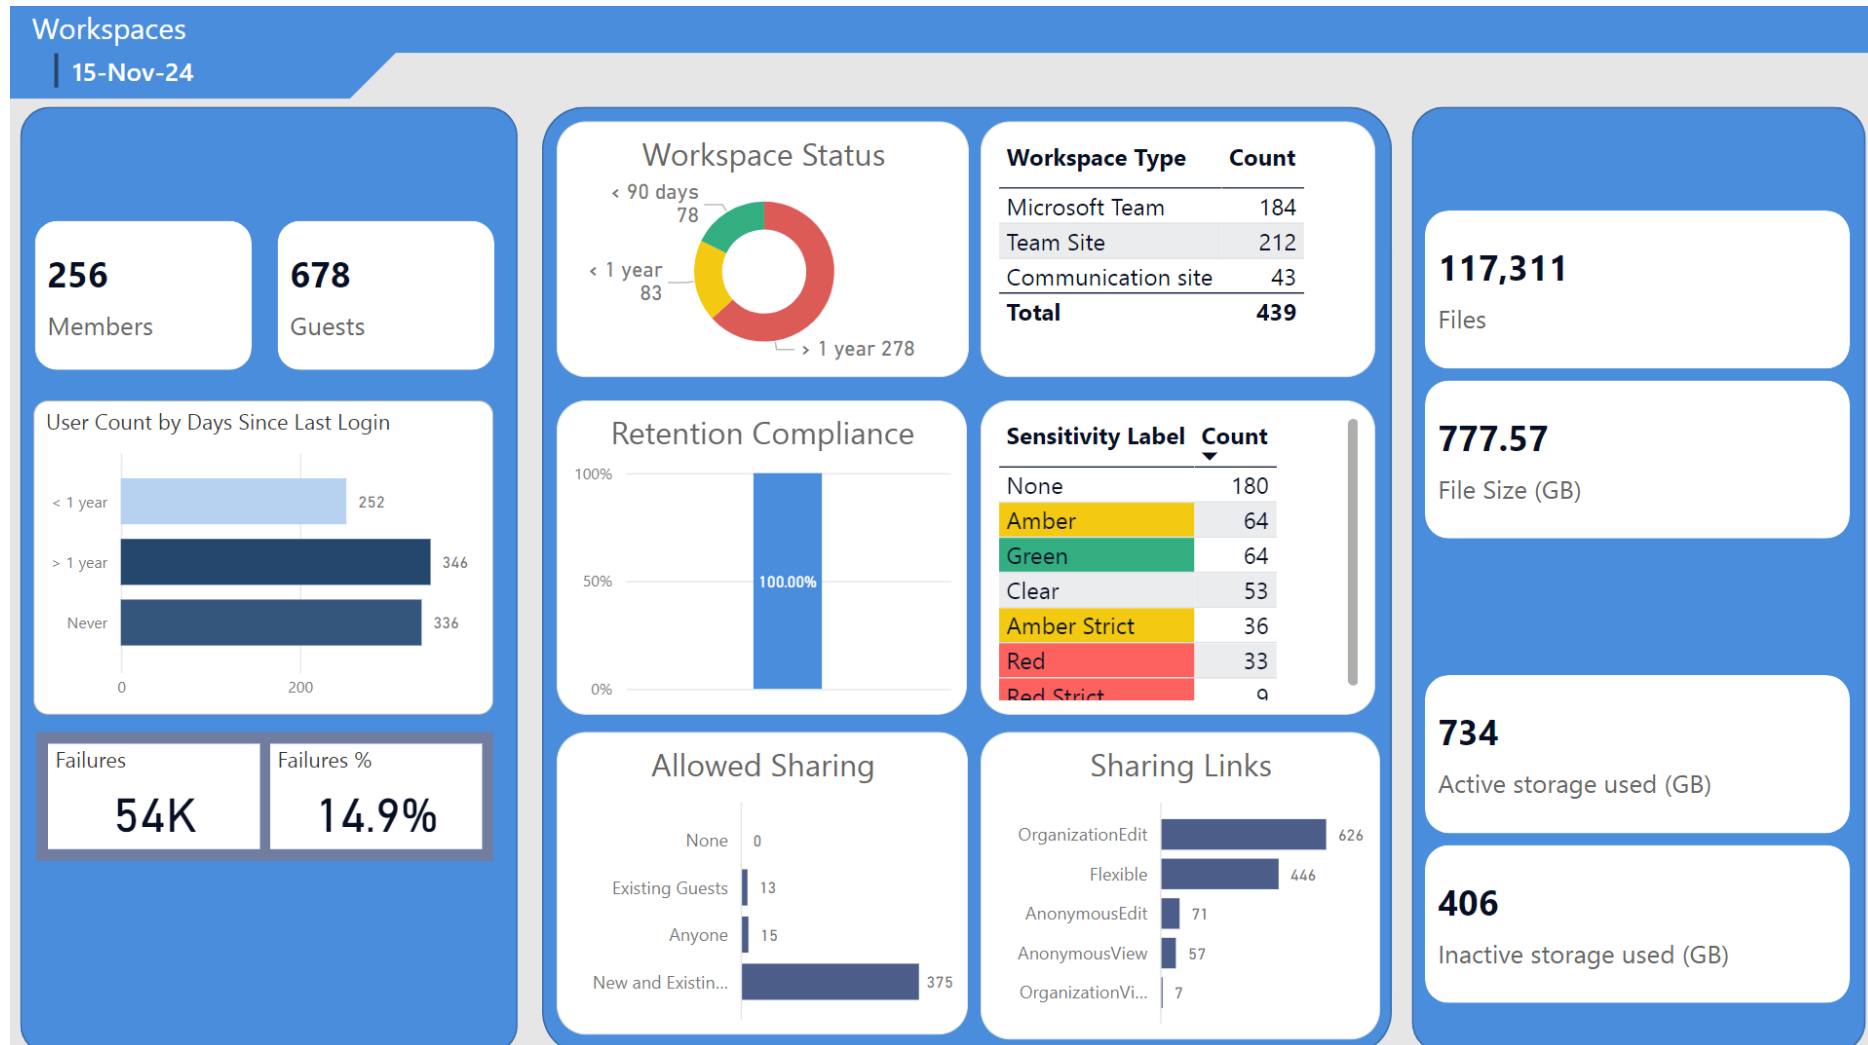 Workspaces
15-Nov-24
256
Members
678
Guests
User Count by Days Since Last Login
< 1 year
252
> 1 year
346
Never
336
0
200
Failures
54K
Failures %
14.9%
Workspace Status
< 90 days
78
< 1 year
83
> 1 year 278
Workspace Type Count
Microsoft Team 184
Team Site 212
Communication site 43
Total 439
Retention Compliance
100%
50%
100.00%
0%
Sensitivity Label Count
None 180
Amber 64
Green 64
Clear 53
Amber Strict 36
Red 33
Red Strict 9
Allowed Sharing
None 0
Existing Guests 13
Anyone 15
New and Existin... 375
Sharing Links
OrganizationEdit 626
Flexible 446
AnonymousEdit 71
AnonymousView 57
OrganizationVi... 7
117,311
Files
777.57
File Size (GB)
734
Active storage used (GB)
406
Inactive storage used (GB)